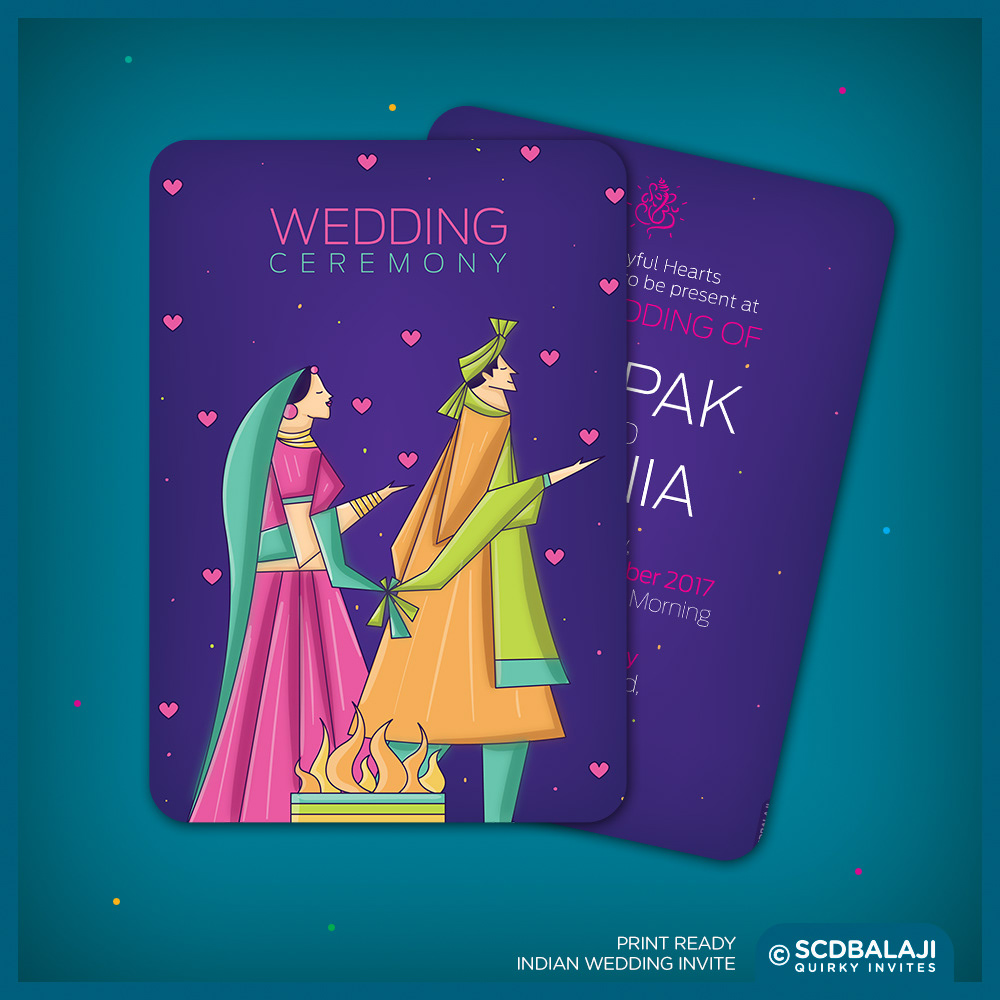 WEDDING
CEREMONY
yful Hearts
o be present at
DDING OF
PAK
IIA
ber 2017
Morning
y
d,
PRINT READY
INDIAN WEDDING INVITE
© SCDBALAJI
QUIRKY INVITES